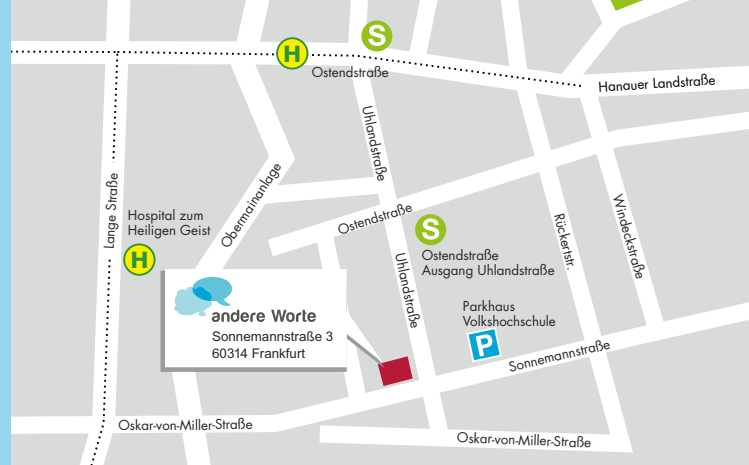 S
H
Ostendstraße
Hanauer Landstraße
Uhlandstraße
Lange Straße
Obermainanlage
Hospital zum
Heiligen Geist
H
Ostendstraße
S
Ostendstraße
Ausgang Uhlandstraße
Uhlandstraße
Rückertstr.
Windeckstraße
andere Worte
Sonnemannstraße 3
60314 Frankfurt
Parkhaus
Volkshochschule
P
Sonnemannstraße
Oskar-von-Miller-Straße
Oskar-von-Miller-Straße